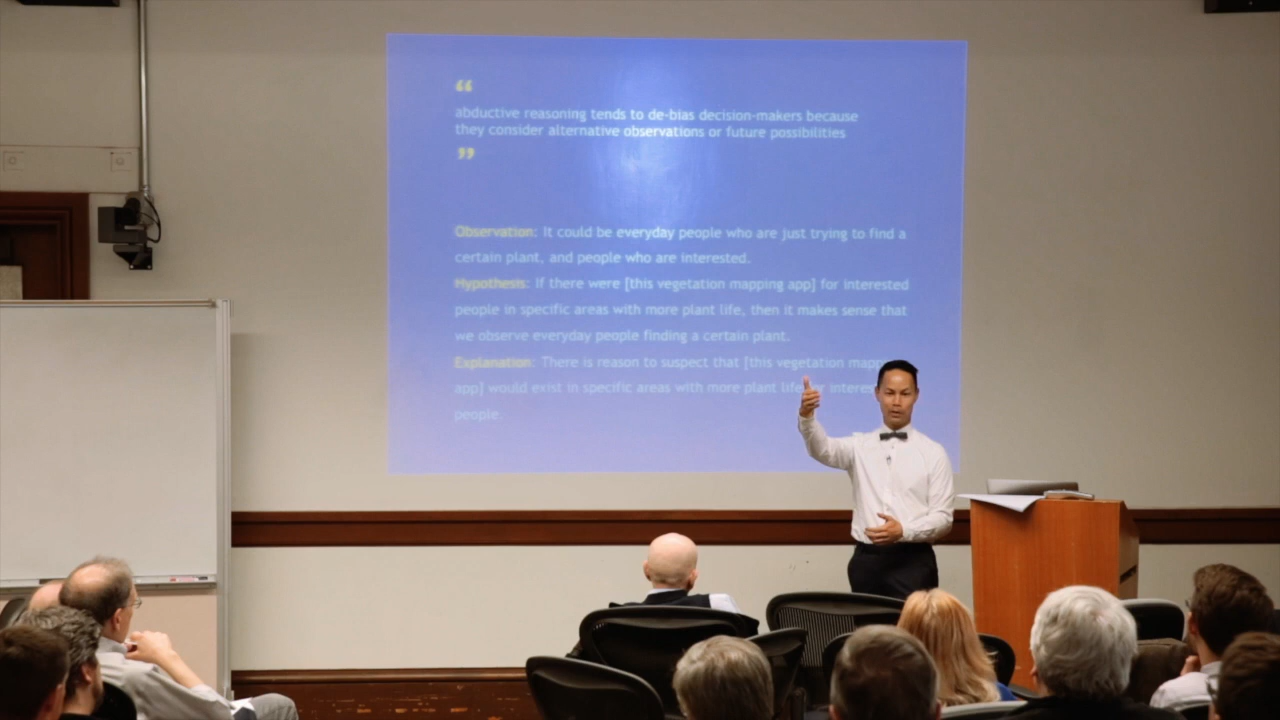 “
abductive reasoning tends to de-bias decision-makers because
they consider alternative observations or future possibilities
”
Observation: It could be everyday people who are just trying to find a
certain plant, and people who are interested.
Hypothesis: If there were [this vegetation mapping app] for interested
people in specific areas with more plant life, then it makes sense that
we observe everyday people finding a certain plant.
Explanation: There is reason to suspect that [this vegetation
app] would exist in specific areas with more plant life
people.